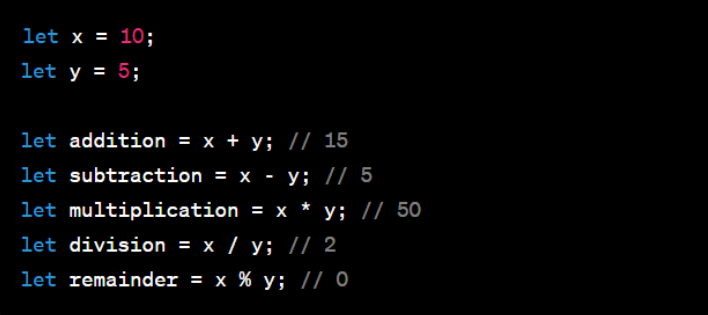 let x = 10;
let y = 5;
let addition = x + y; // 15
let subtraction = x - y; // 5
let multiplication = x * y; // 50
let division = x / y; // 2
let remainder = x % y; // 0